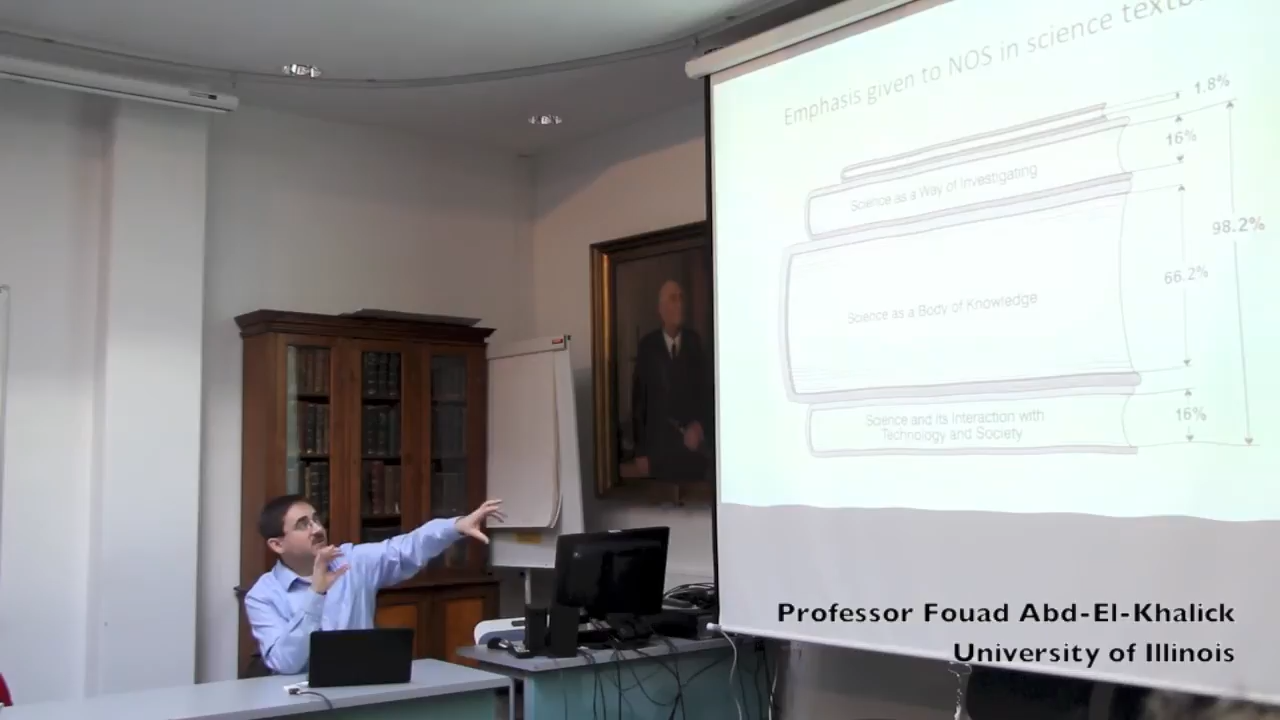 Emphasis given to NOS in science
1.8%
16%
Science as a Way of Investigating
98.2%
66.2%
Science as a Body of Knowledge
16%
Science and its Interaction with
Technology and Society
Professor Fouad Abd-El-Khalick
University of Illinois